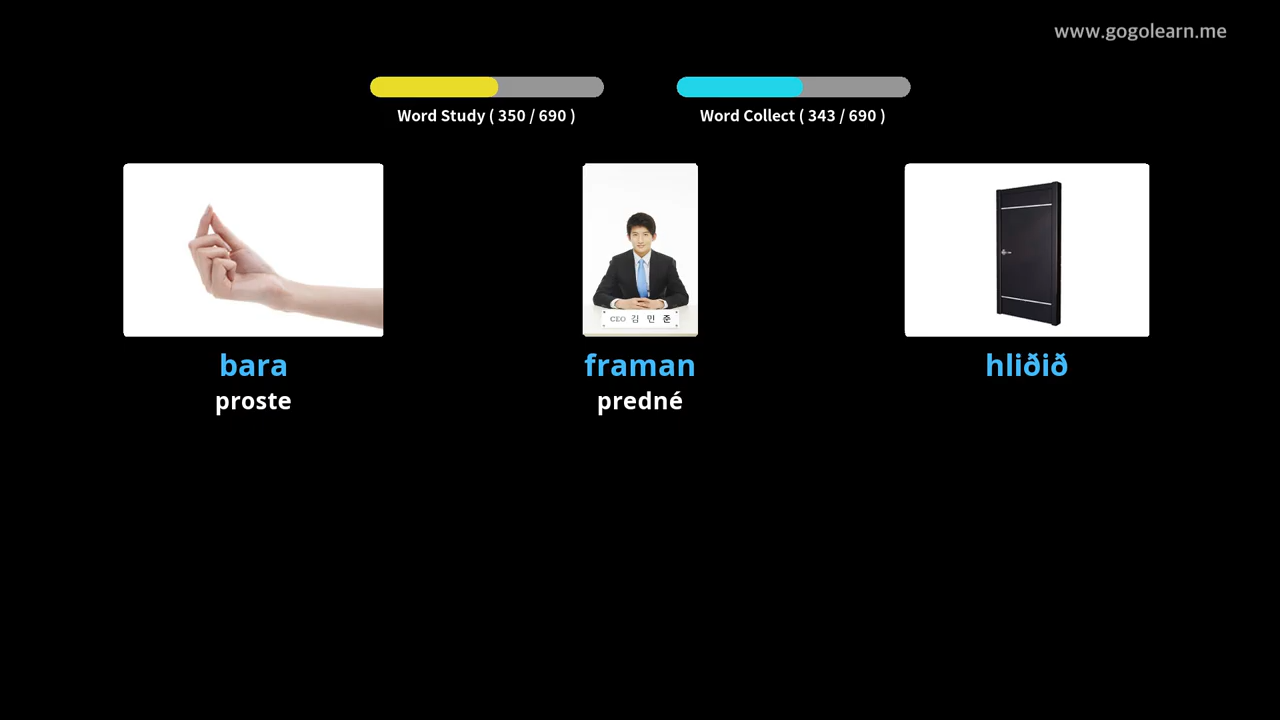 www.gogolearn.me
Word Study ( 350 / 690 )
Word Collect ( 343 / 690 )
CEO 김 민 준
bara
framan
hliðið
proste
predné